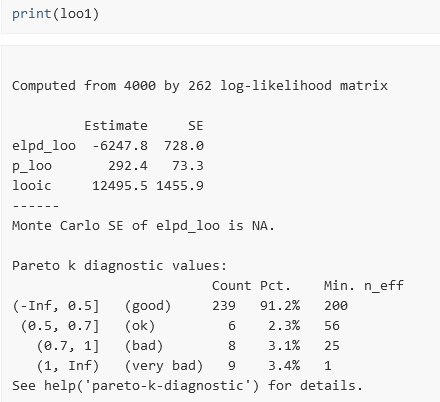 print(loo1)
Computed from 4000 by 262 log-likelihood matrix
Estimate SE
elpd_loo -6247.8 728.0
p_loo 292.4 73.3
looic 12495.5 1455.9
------
Monte Carlo SE of elpd_loo is NA.
Pareto k diagnostic values:
Count Pct. Min. n_eff
(-Inf, 0.5] (good) 239 91.2% 200
(0.5, 0.7] (ok) 6 2.3% 56
(0.7, 1] (bad) 8 3.1% 25
(1, Inf) (very bad) 9 3.4% 1
See help('pareto-k-diagnostic') for details.